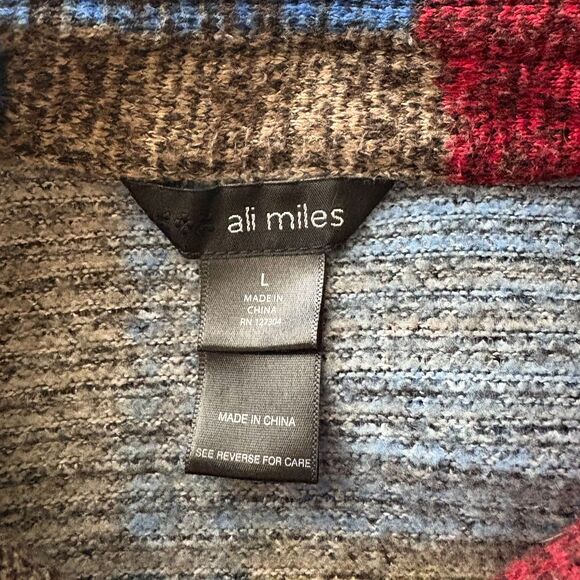 ali miles
L
MADE IN
CHINA
RN 127304
MADE IN CHINA
SEE REVERSE FOR CARE